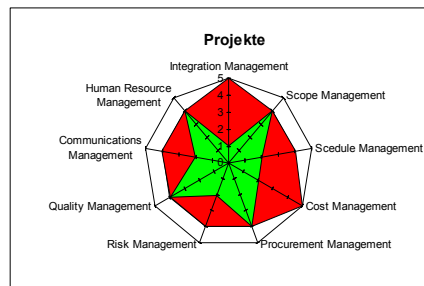 Projekte
Integration Management
Human Resource
Management
Scope Management
Communications
Management
Scedule Management
Quality Management
Cost Management
Risk Management
Procurement Management
5
4
3
2
1
0